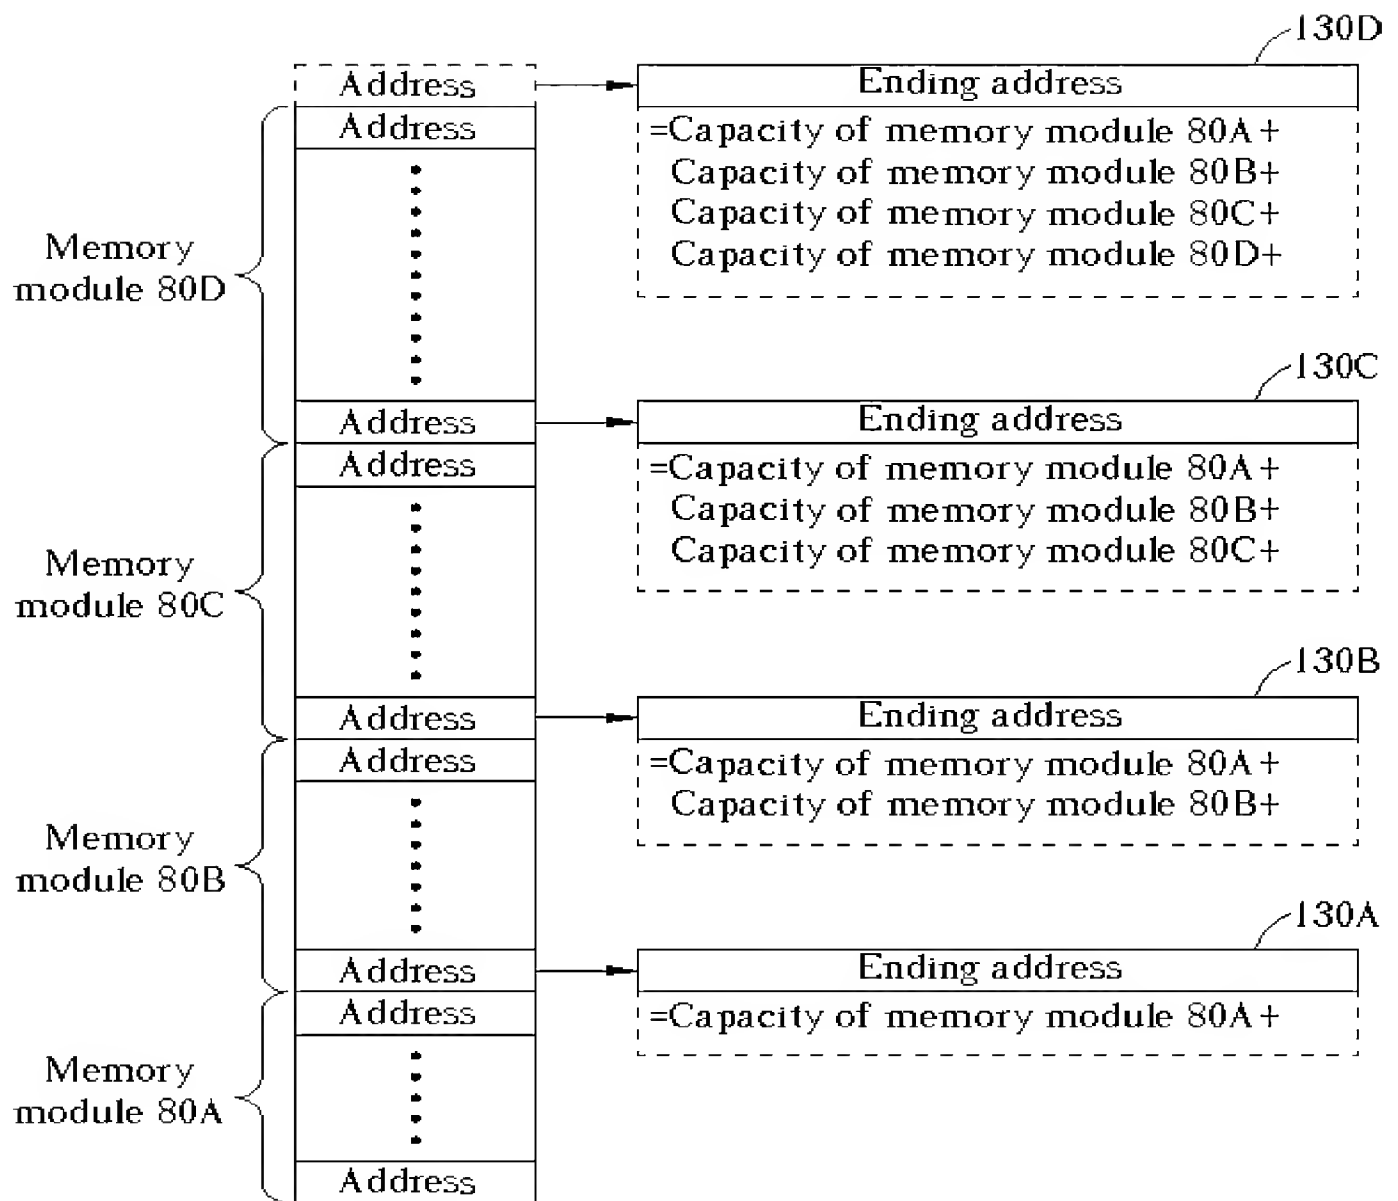 130D
Address
Ending address
Address
=Capacity of memory module 80A+
Capacity of memory module 80B+
Capacity of memory module 80C+
Capacity of memory module 80D+
Memory
module 80D
130C
Address
Ending address
Address
=Capacity of memory module 80A+
Capacity of memory module 80B+
Capacity of memory module 80C+
Memory
module 80C
130B
Address
Ending address
Address
=Capacity of memory module 80A+
Capacity of memory module 80B+
Memory
module 80B
130A
Address
Ending address
Address
=Capacity of memory module 80A+
Memory
module 80A
Address